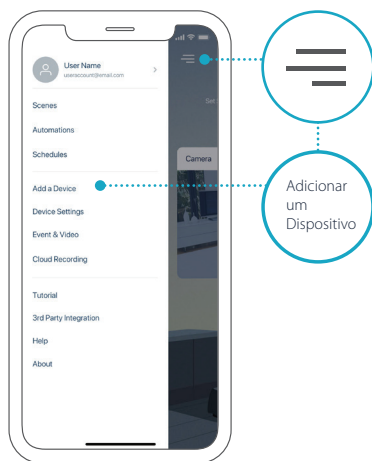 User Name
useraccount@email.com
Scenes
Automations
Schedules
Add a Device
Device Settings
Event & Video
Cloud Recording
Tutorial
3rd Party Integration
Help
About
Set
Camera
Adicionar
um
Dispositivo